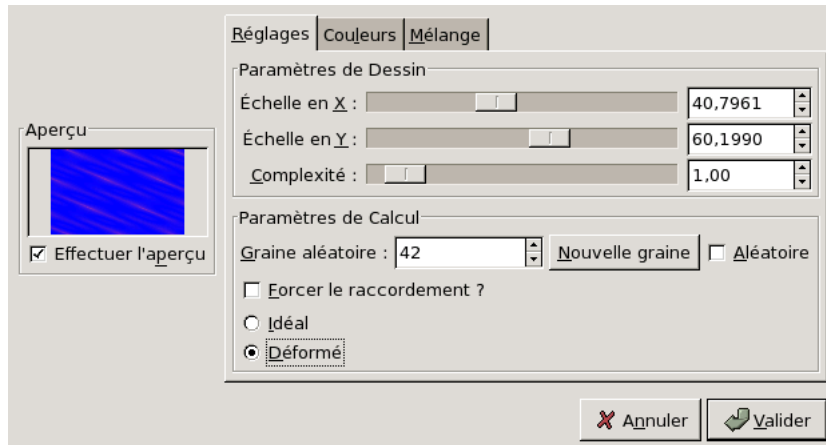 Réglages Couleurs Mélange
Paramètres de Dessin
Échelle en X : 40,7961
Échelle en Y : 60,1990
Complexité : 1,00
Aperçu
Effectuer l'aperçu
Paramètres de Calcul
Graine aléatoire : 42 Nouvelle graine Aléatoire
Forcer le raccordement ?
Idéal
Déformé
Annuler Valider